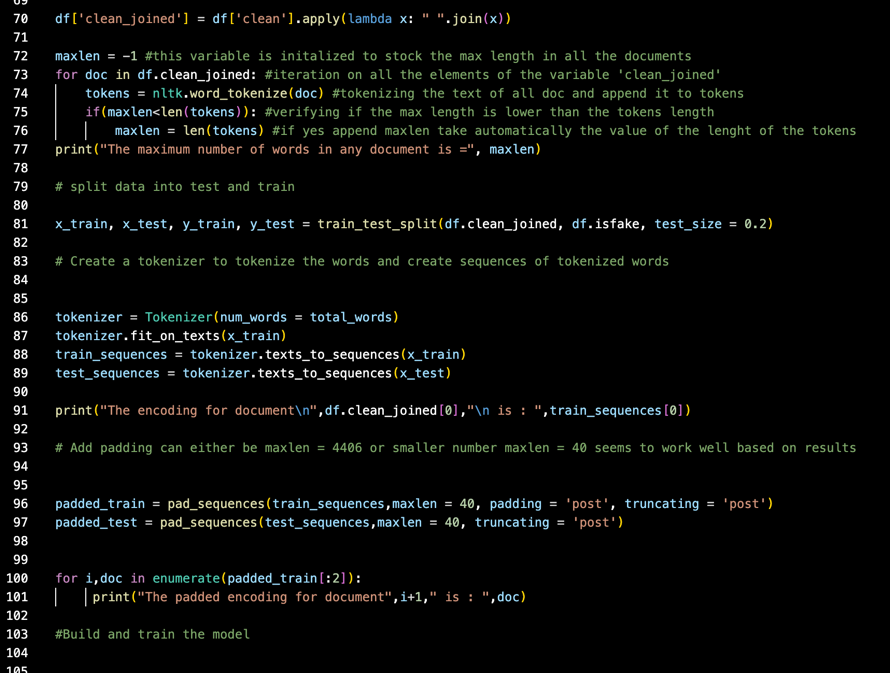 69
70 df['clean_joined'] = df['clean'].apply(lambda x: " ".join(x))
71
72 maxlen = -1 #this variable is initalized to stock the max length in all the documents
73 for doc in df.clean_joined: #iteration on all the elements of the variable 'clean_joined'
74     tokens = nltk.word_tokenize(doc) #tokenizing the text of all doc and append it to tokens
75     if(maxlen<len(tokens)): #verifying if the max length is lower than the tokens length
76         maxlen = len(tokens) #if yes append maxlen take automatically the value of the lenght of the tokens
77 print("The maximum number of words in any document is =", maxlen)
78
79 # split data into test and train
80
81 x_train, x_test, y_train, y_test = train_test_split(df.clean_joined, df.isfake, test_size = 0.2)
82
83 # Create a tokenizer to tokenize the words and create sequences of tokenized words
84
85
86 tokenizer = Tokenizer(num_words = total_words)
87 tokenizer.fit_on_texts(x_train)
88 train_sequences = tokenizer.texts_to_sequences(x_train)
89 test_sequences = tokenizer.texts_to_sequences(x_test)
90
91 print("The encoding for document\n",df.clean_joined[0],"\n is : ",train_sequences[0])
92
93 # Add padding can either be maxlen = 4406 or smaller number maxlen = 40 seems to work well based on results
94
95
96 padded_train = pad_sequences(train_sequences,maxlen = 40, padding = 'post', truncating = 'post')
97 padded_test = pad_sequences(test_sequences,maxlen = 40, truncating = 'post')
98
99
100 for i,doc in enumerate(padded_train[:2]):
101      print("The padded encoding for document",i+1," is : ",doc)
102
103 #Build and train the model
104
105